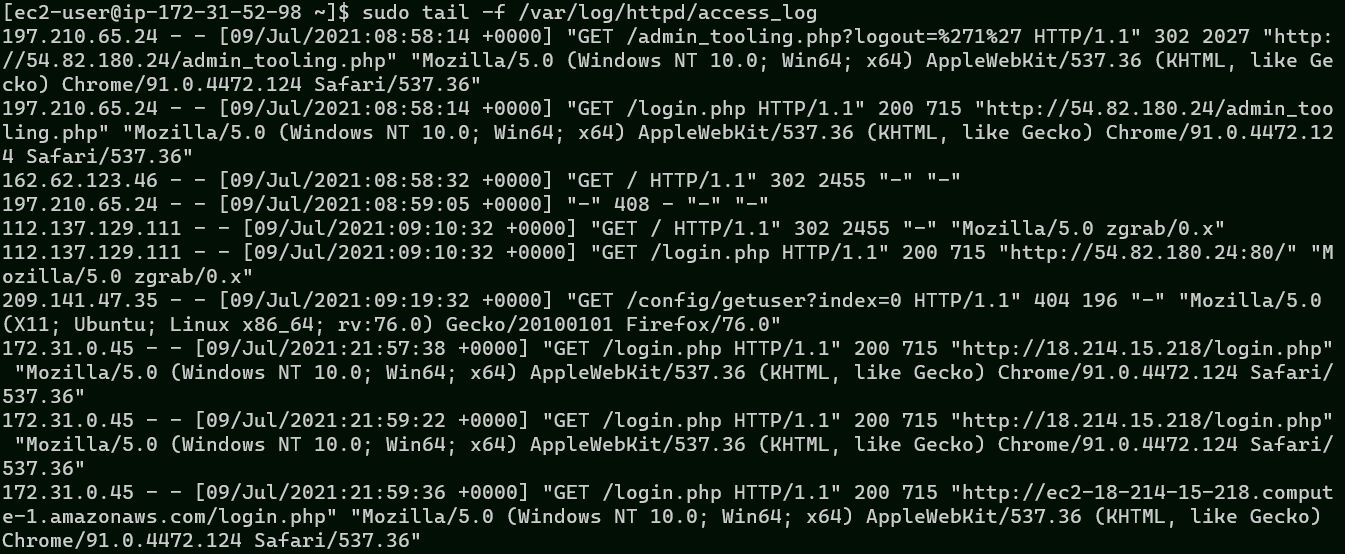 [ec2-user@ip-172-31-52-98 ~]$ sudo tail -f /var/log/httpd/access_log
197.210.65.24 - - [09/Jul/2021:08:58:14 +0000] "GET /admin_tooling.php?logout=%271%27 HTTP/1.1" 302 2027 "http:
//54.82.180.24/admin_tooling.php" "Mozilla/5.0 (Windows NT 10.0; Win64; x64) AppleWebKit/537.36 (KHTML, like Ge
cko) Chrome/91.0.4472.124 Safari/537.36"
197.210.65.24 - - [09/Jul/2021:08:58:14 +0000] "GET /login.php HTTP/1.1" 200 715 "http://54.82.180.24/admin_too
ling.php" "Mozilla/5.0 (Windows NT 10.0; Win64; x64) AppleWebKit/537.36 (KHTML, like Gecko) Chrome/91.0.4472.12
4 Safari/537.36"
162.62.123.46 - - [09/Jul/2021:08:58:32 +0000] "GET / HTTP/1.1" 302 2455 "-" "-"
197.210.65.24 - - [09/Jul/2021:08:59:05 +0000] "-" 408 - "-" "-"
112.137.129.111 - - [09/Jul/2021:09:10:32 +0000] "GET / HTTP/1.1" 302 2455 "-" "Mozilla/5.0 zgrab/0.x"
112.137.129.111 - - [09/Jul/2021:09:10:32 +0000] "GET /login.php HTTP/1.1" 200 715 "http://54.82.180.24:80/" "M
ozilla/5.0 zgrab/0.x"
209.141.47.35 - - [09/Jul/2021:09:19:32 +0000] "GET /config/getuser?index=0 HTTP/1.1" 404 196 "-" "Mozilla/5.0
(X11; Ubuntu; Linux x86_64; rv:76.0) Gecko/20100101 Firefox/76.0"
172.31.0.45 - - [09/Jul/2021:21:57:38 +0000] "GET /login.php HTTP/1.1" 200 715 "http://18.214.15.218/login.php"
 "Mozilla/5.0 (Windows NT 10.0; Win64; x64) AppleWebKit/537.36 (KHTML, like Gecko) Chrome/91.0.4472.124 Safari/
537.36"
172.31.0.45 - - [09/Jul/2021:21:59:22 +0000] "GET /login.php HTTP/1.1" 200 715 "http://18.214.15.218/login.php"
 "Mozilla/5.0 (Windows NT 10.0; Win64; x64) AppleWebKit/537.36 (KHTML, like Gecko) Chrome/91.0.4472.124 Safari/
537.36"
172.31.0.45 - - [09/Jul/2021:21:59:36 +0000] "GET /login.php HTTP/1.1" 200 715 "http://ec2-18-214-15-218.comput
e-1.amazonaws.com/login.php" "Mozilla/5.0 (Windows NT 10.0; Win64; x64) AppleWebKit/537.36 (KHTML, like Gecko)
Chrome/91.0.4472.124 Safari/537.36"